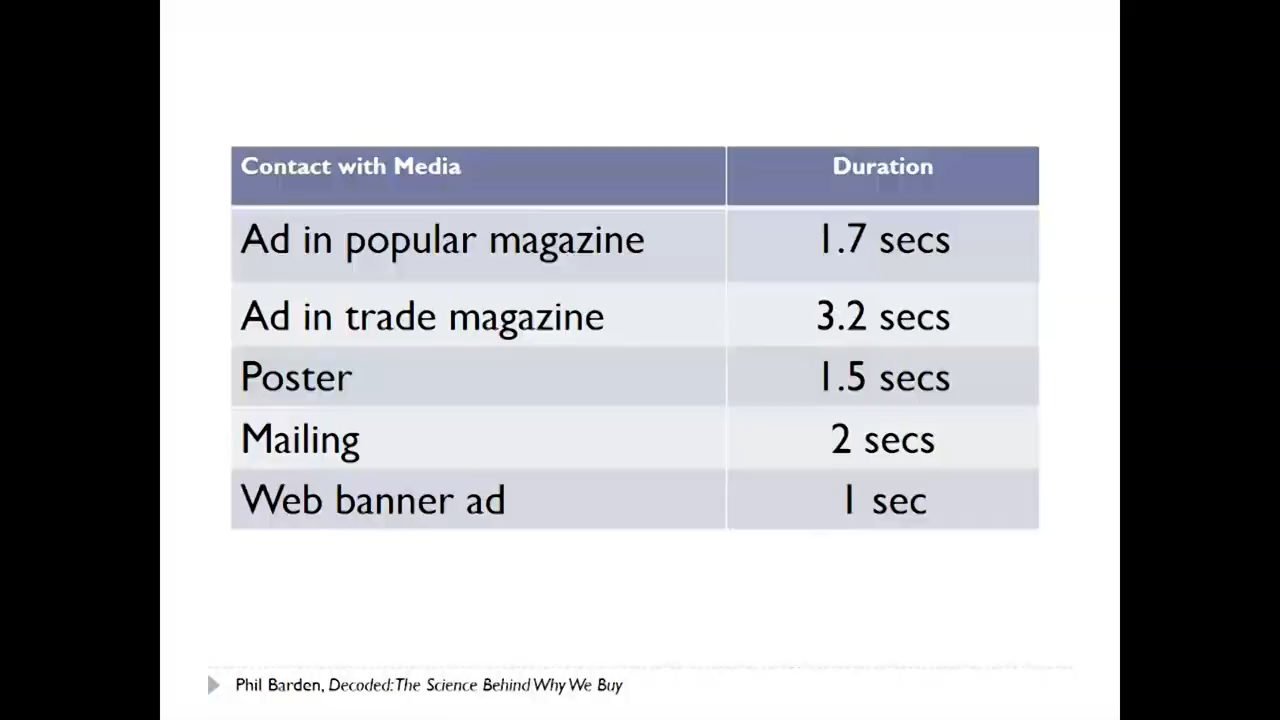 Contact with Media Duration
Ad in popular magazine 1.7 secs
Ad in trade magazine 3.2 secs
Poster 1.5 secs
Mailing 2 secs
Web banner ad 1 sec
Phil Barden, Decoded: The Science Behind Why We Buy